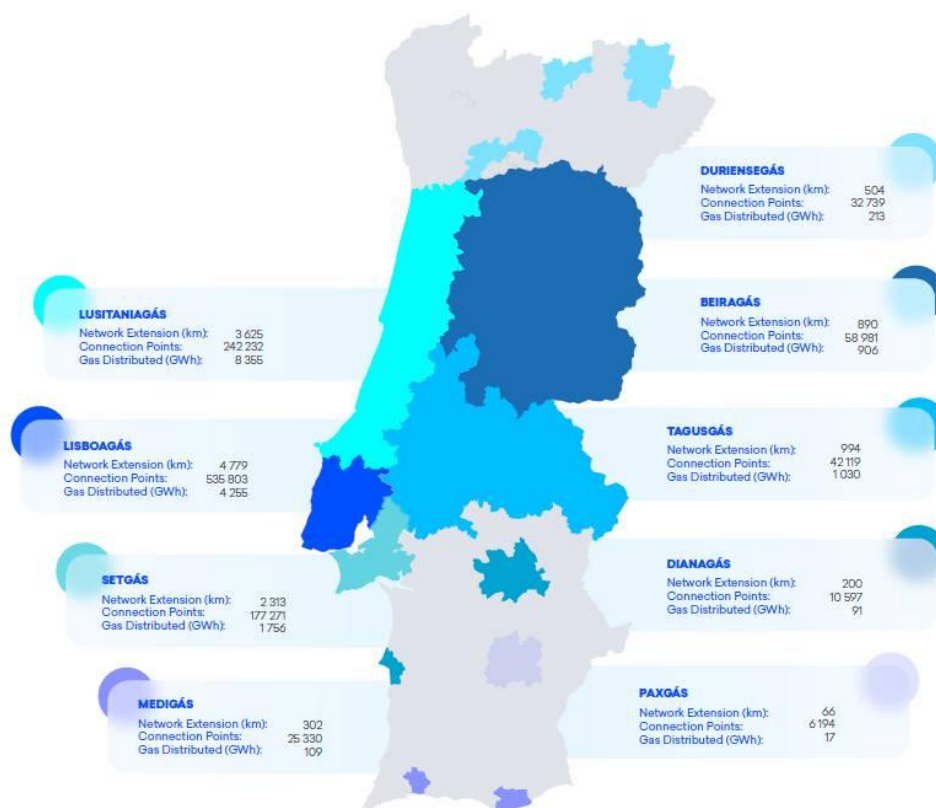 DURIENSEGÁS
Network Extension (km): 504
Connection Points: 32 739
Gas Distributed (GWh): 213
LUSITANIAGÁS
Network Extension (km): 3 625
Connection Points: 242 232
Gas Distributed (GWh): 8 355
BEIRAGÁS
Network Extension (km): 890
Connection Points: 58 981
Gas Distributed (GWh): 906
LISBOAGÁS
Network Extension (km): 4 779
Connection Points: 535 803
Gas Distributed (GWh): 4 255
TAGUSGÁS
Network Extension (km): 994
Connection Points: 42 119
Gas Distributed (GWh): 1 030
SETGÁS
Network Extension (km): 2 313
Connection Points: 177 271
Gas Distributed (GWh): 1 756
DIANAGÁS
Network Extension (km): 200
Connection Points: 10 597
Gas Distributed (GWh): 91
MEDIGÁS
Network Extension (km): 302
Connection Points: 25 330
Gas Distributed (GWh): 109
PAXGÁS
Network Extension (km): 66
Connection Points: 6 194
Gas Distributed (GWh): 17